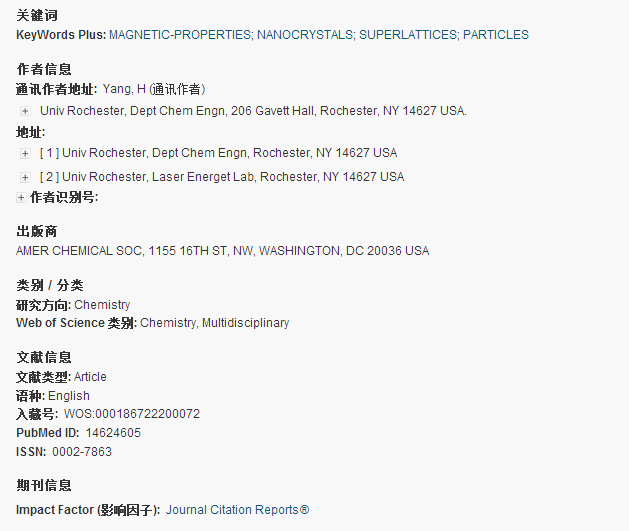 关键词
KeyWords Plus: MAGNETIC-PROPERTIES; NANOCRYSTALS; SUPERLATTICES; PARTICLES
作者信息
通讯作者地址: Yang, H (通讯作者)
Univ Rochester, Dept Chem Engn, 206 Gavett Hall, Rochester, NY 14627 USA.
地址:
[ 1 ] Univ Rochester, Dept Chem Engn, Rochester, NY 14627 USA
[ 2 ] Univ Rochester, Laser Energet Lab, Rochester, NY 14627 USA
作者识别号:
出版商
AMER CHEMICAL SOC, 1155 16TH ST, NW, WASHINGTON, DC 20036 USA
类别 / 分类
研究方向: Chemistry
Web of Science 类别: Chemistry, Multidisciplinary
文献信息
文献类型: Article
语种: English
入藏号: WOS:000186722200072
PubMed ID: 14624605
ISSN: 0002-7863
期刊信息
Impact Factor (影响因子): Journal Citation Reports®